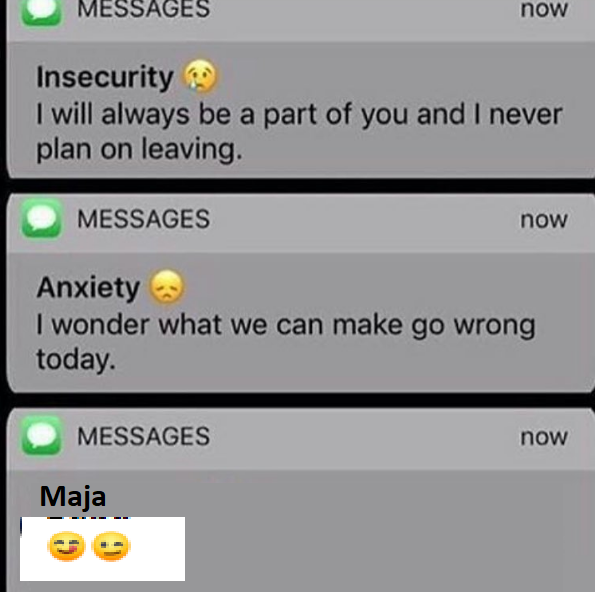 MESSAGES now
Insecurity 😢
I will always be a part of you and I never
plan on leaving.
MESSAGES now
Anxiety 😞
I wonder what we can make go wrong
today.
MESSAGES now
Maja
😋 😉